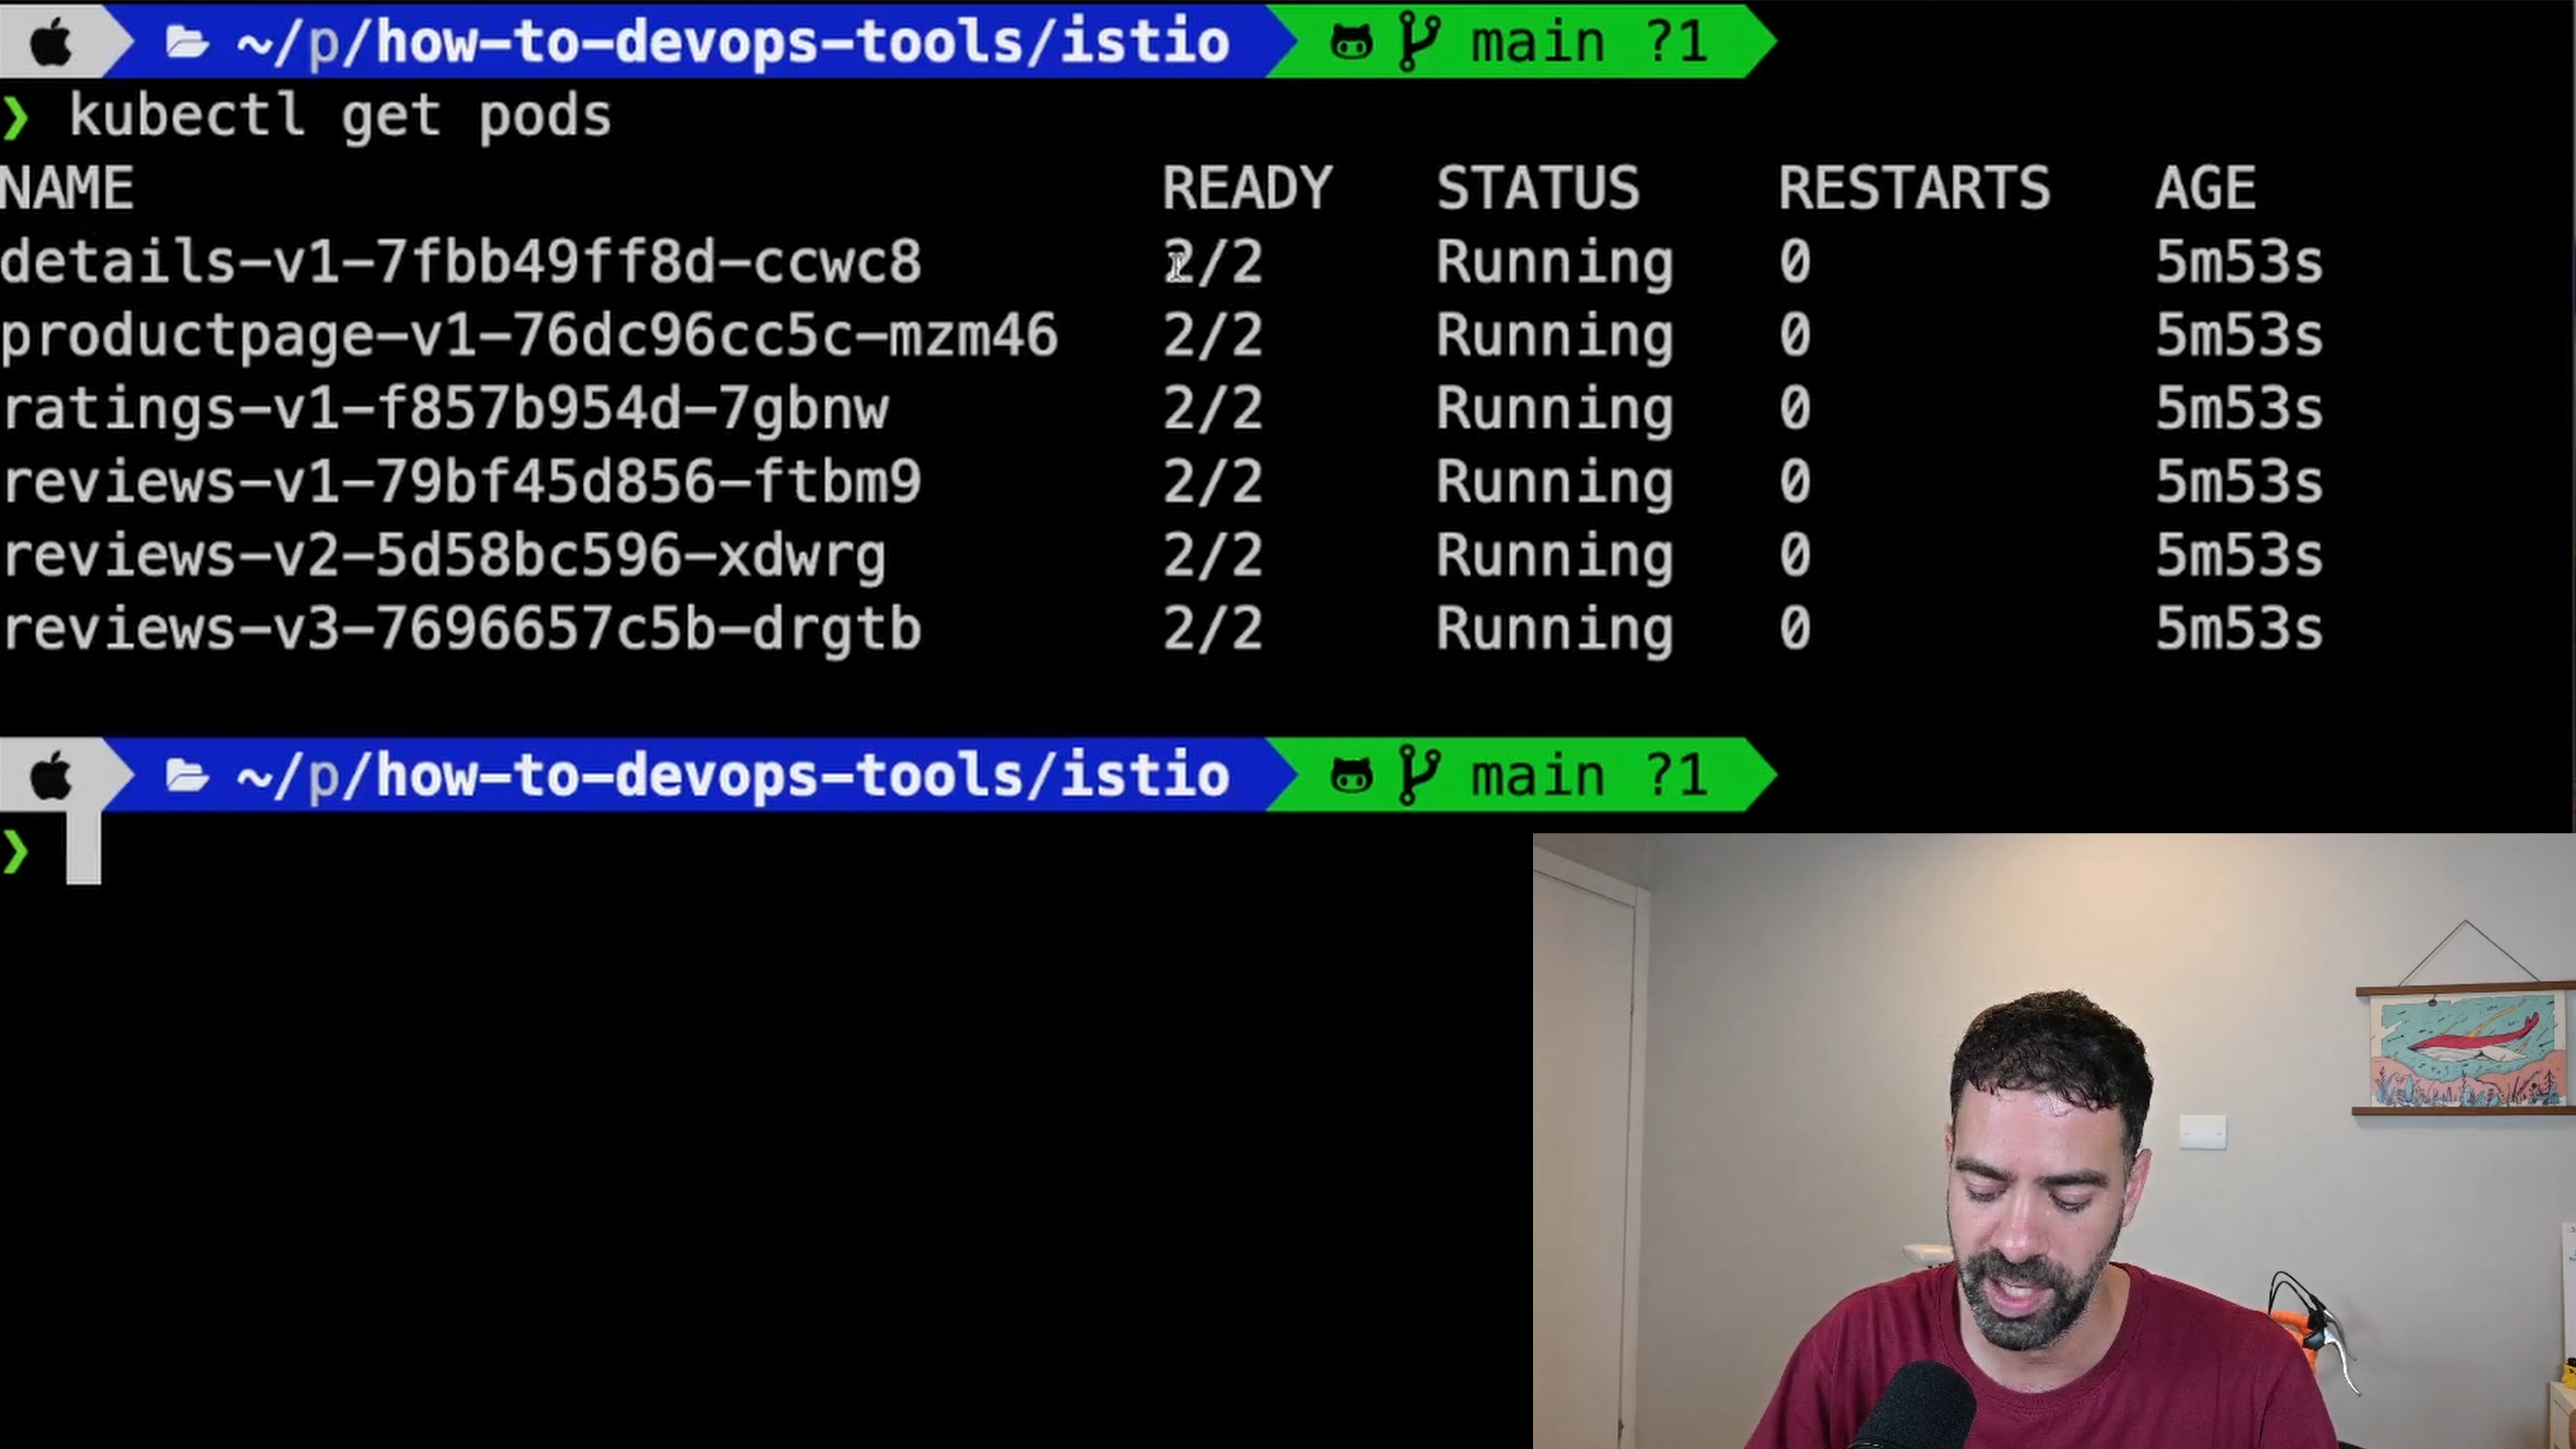 ~/p/how-to-devops-tools/istio main ?1
❯ kubectl get pods
NAME READY STATUS RESTARTS AGE
details-v1-7fbb49ff8d-ccwc8 2/2 Running 0 5m53s
productpage-v1-76dc96cc5c-mzm46 2/2 Running 0 5m53s
ratings-v1-f857b954d-7gbnw 2/2 Running 0 5m53s
reviews-v1-79bf45d856-ftbm9 2/2 Running 0 5m53s
reviews-v2-5d58bc596-xdwrg 2/2 Running 0 5m53s
reviews-v3-7696657c5b-drgtb 2/2 Running 0 5m53s
~/p/how-to-devops-tools/istio main ?1
❯